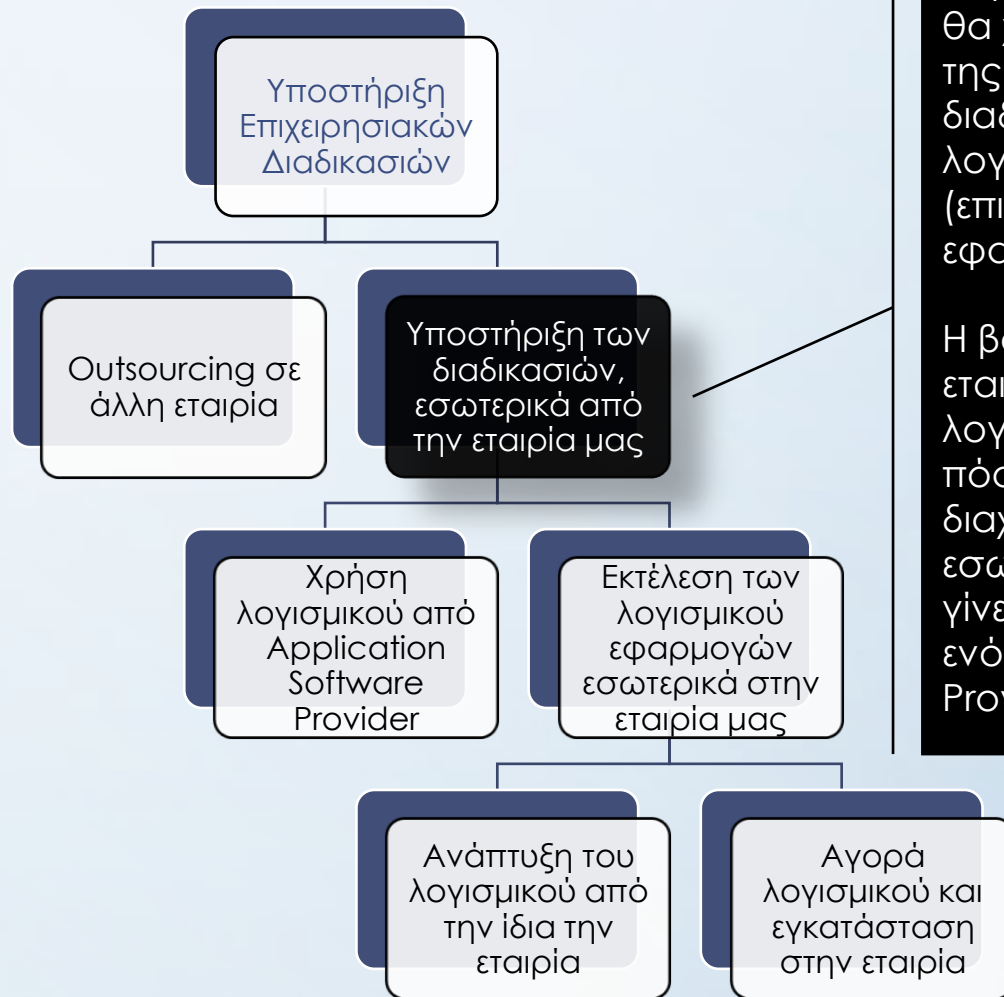 Υποστήριξη
Επιχειρησιακών
Διαδικασιών
Outsourcing σε
άλλη εταιρία
Υποστήριξη των
διαδικασιών,
εσωτερικά από
την εταιρία μας
Χρήση
λογισμικού από
Application
Software
Provider
Εκτέλεση των
λογισμικού
εφαρμογών
εσωτερικά στην
εταιρία μας
Ανάπτυξη του
λογισμικού από
την ίδια την
εταιρία
Αγορά
λογισμικού και
εγκατάσταση
στην εταιρία
θα
της
(επι
Η